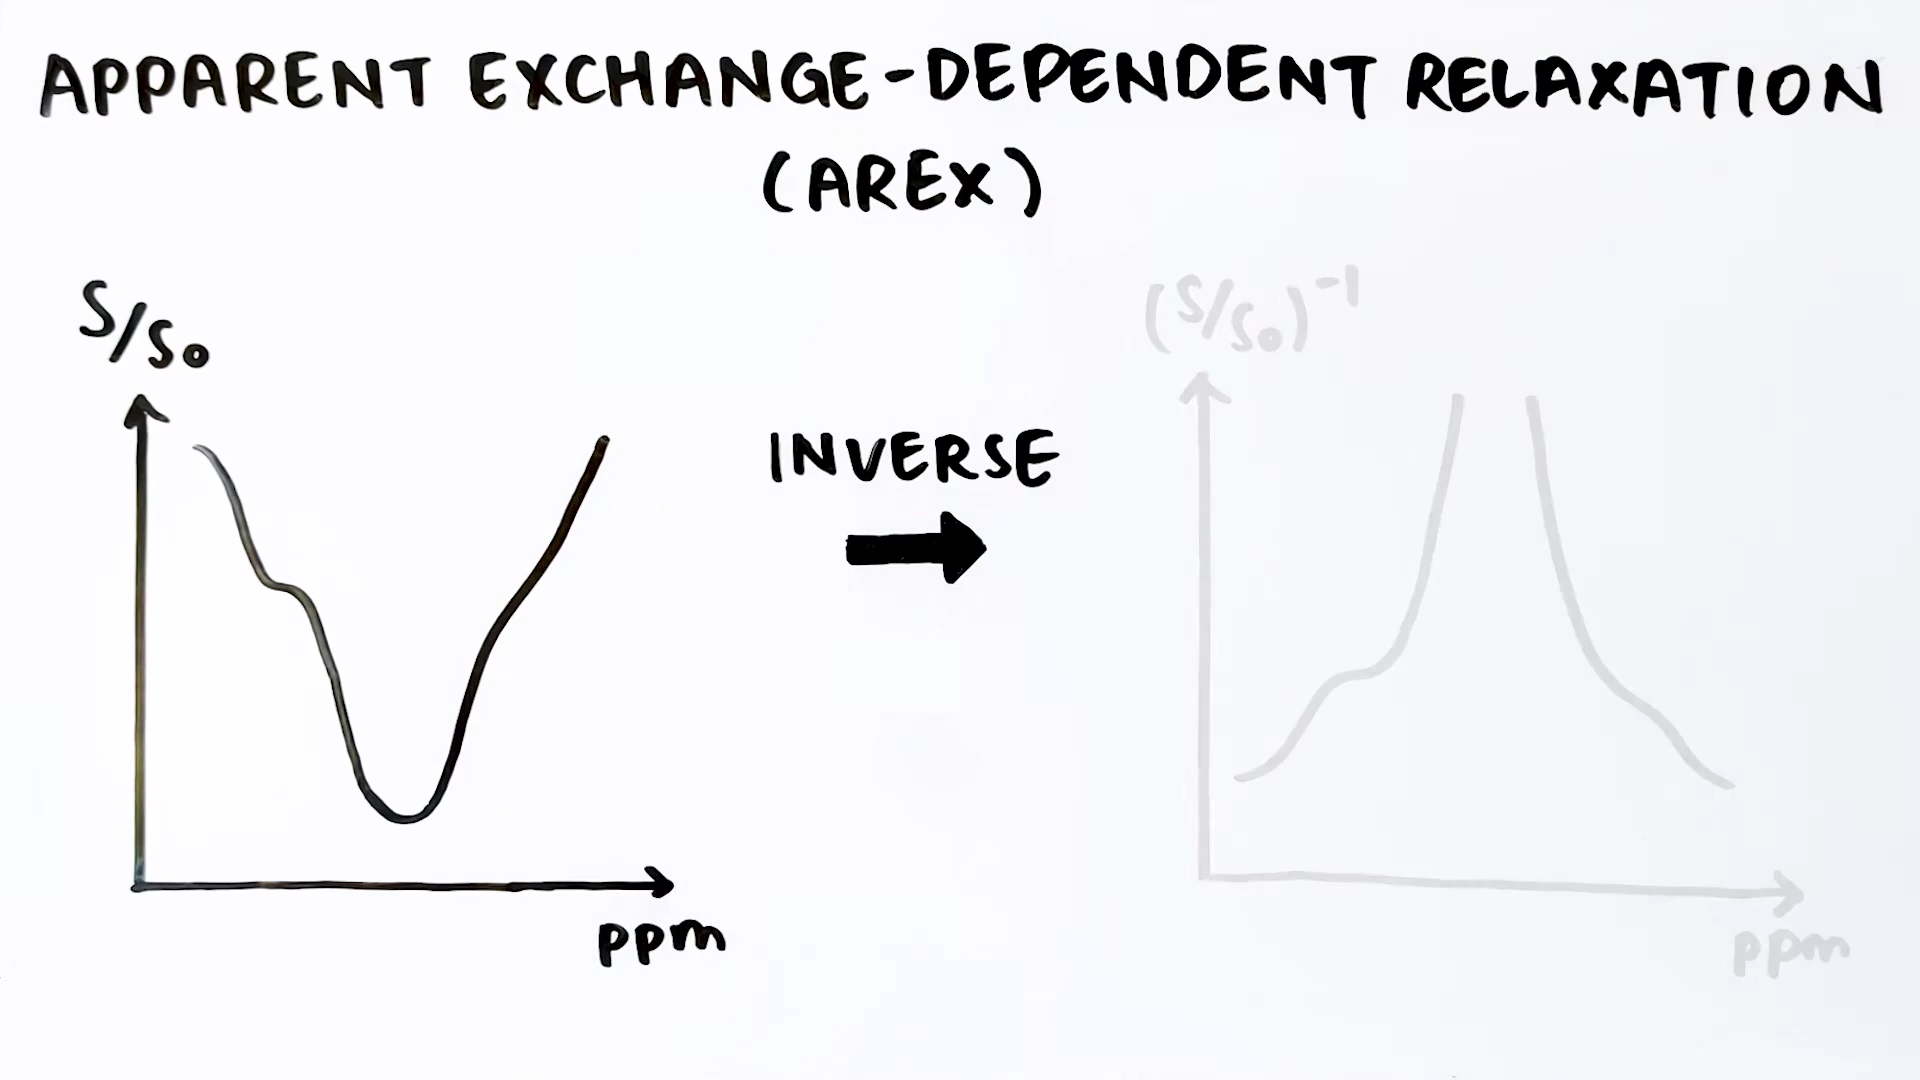 APPARENT EXCHANGE-DEPENDENT RELAXATION
(AREX)
S/S0
INVERSE
(S/S0)-1
ppm
ppm